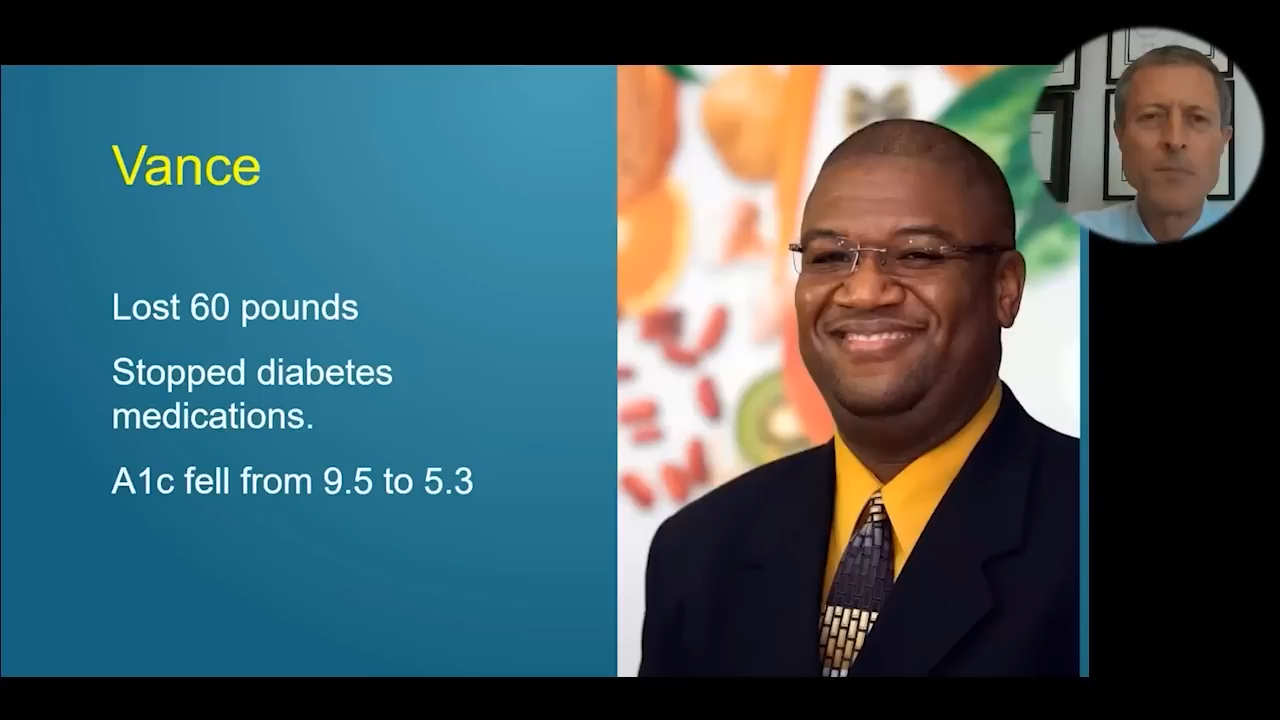 Vance
Lost 60 pounds
Stopped diabetes
medications.
A1c fell from 9.5 to 5.3